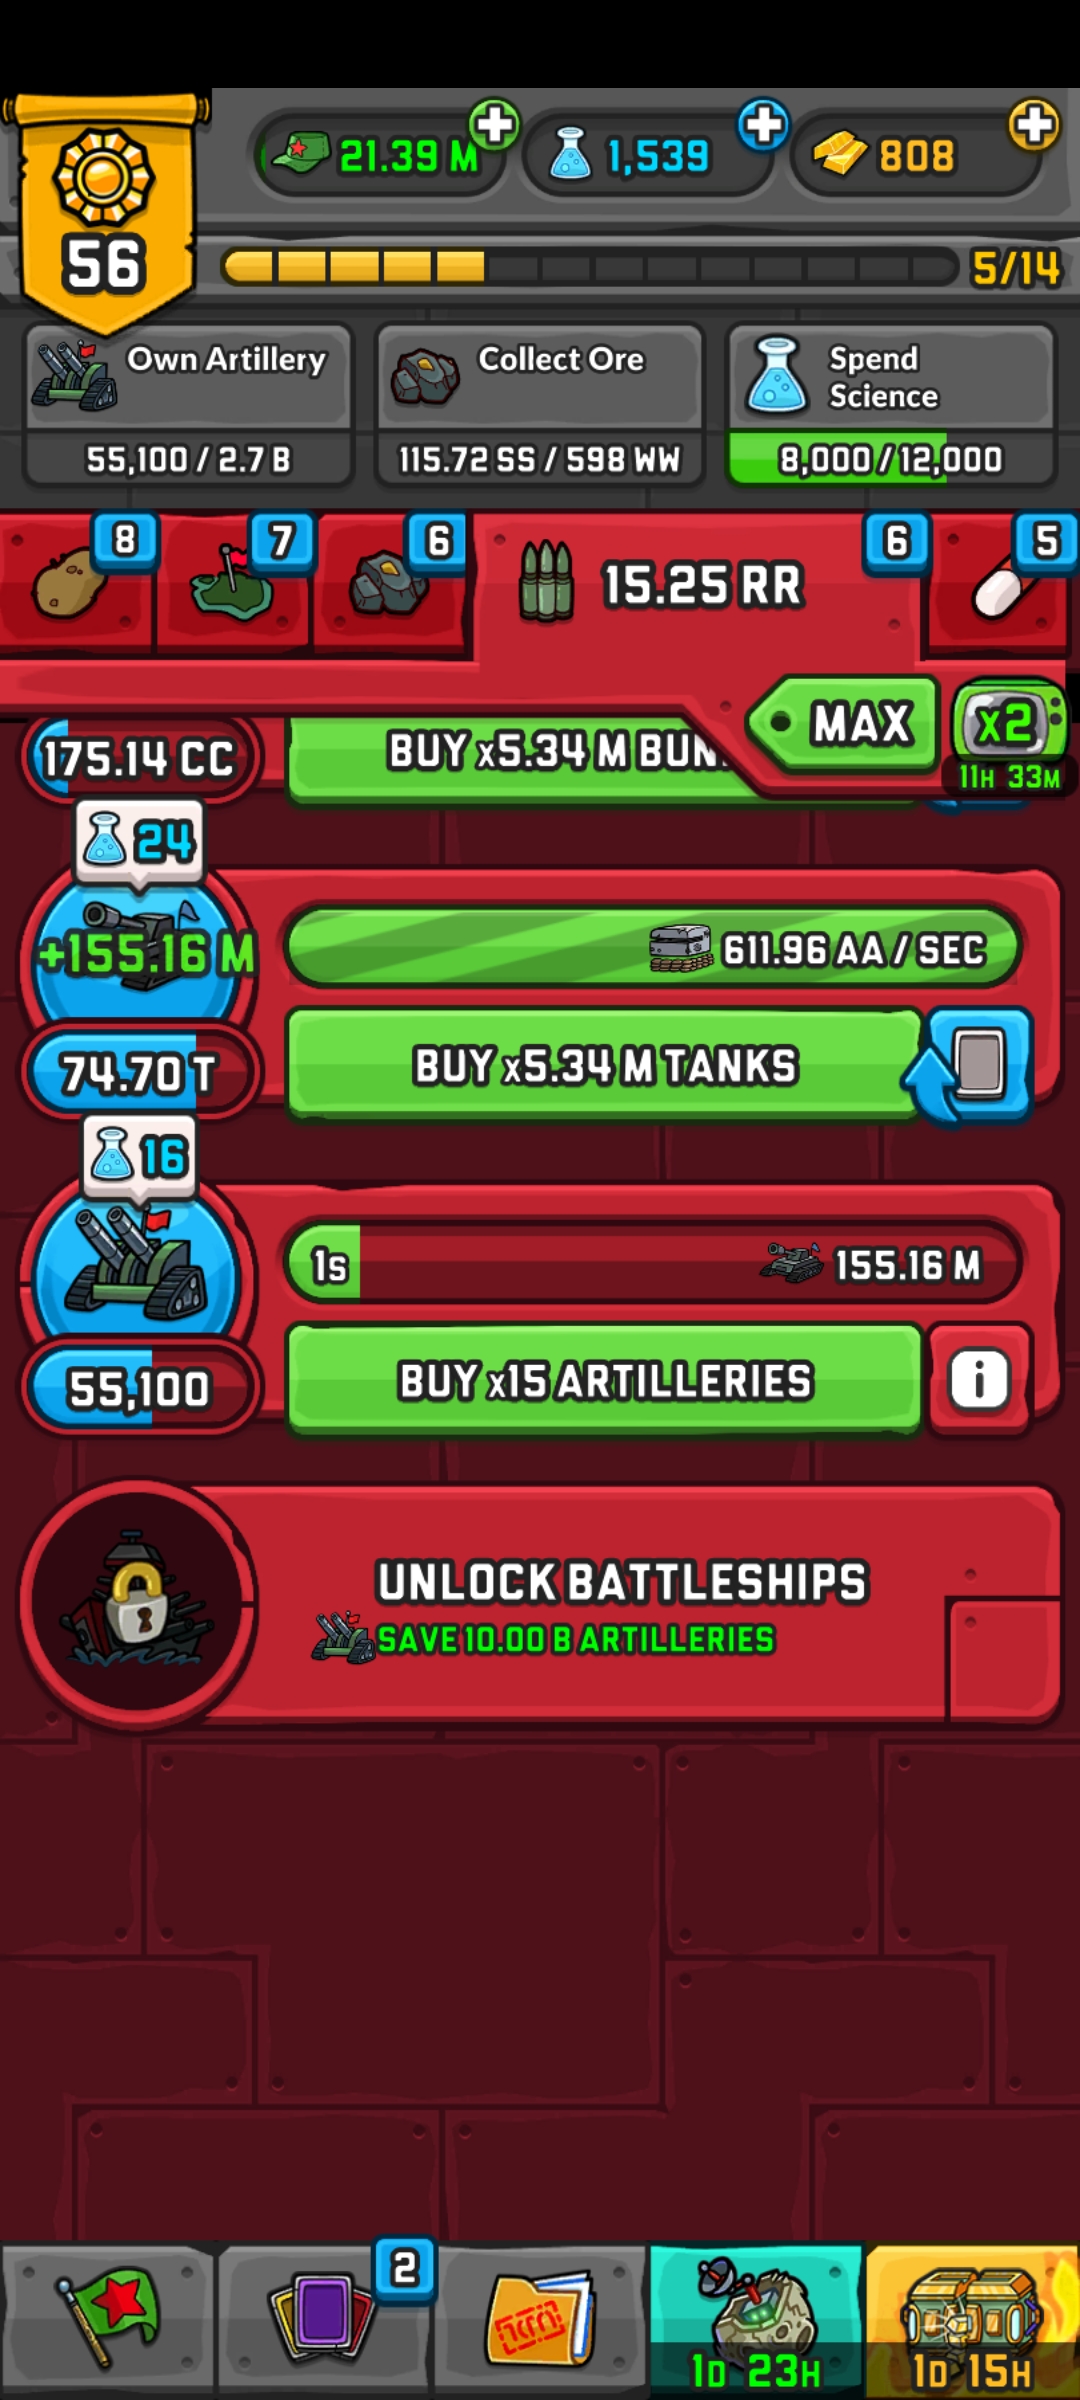 56
21.39 M
1,539
808
5/14
Own Artillery
55,100 / 2.7 B
Collect Ore
115.72 SS / 598 WW
Spend
Science
8,000 / 12,000
8
7
6
15.25 RR
6
5
MAX
x2
11H 33M
175.14 CC
BUY x5.34 M BUN
24
+155.16 M
611.96 AA / SEC
74.70 T
BUY x5.34 M TANKS
16
1s
155.16 M
55,100
BUY x15 ARTILLERIES
i
UNLOCK BATTLESHIPS
SAVE 10.00 B ARTILLERIES
2
1D 23H
1D 15H